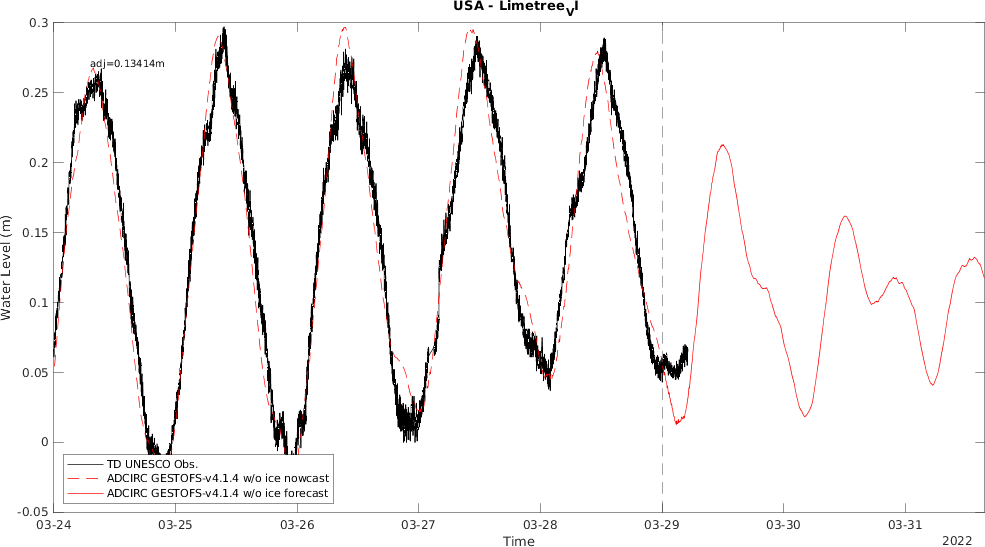 USA - Limetree_VI
0.3
0.25
0.2
0.15
0.1
0.05
0
-0.05
Water Level (m)
adj=0.13414m
TD UNESCO Obs.
ADCIRC GESTOFS-v4.1.4 w/o ice nowcast
ADCIRC GESTOFS-v4.1.4 w/o ice forecast
03-24 03-25 03-26 03-27 03-28 03-29 03-30 03-31
Time
2022